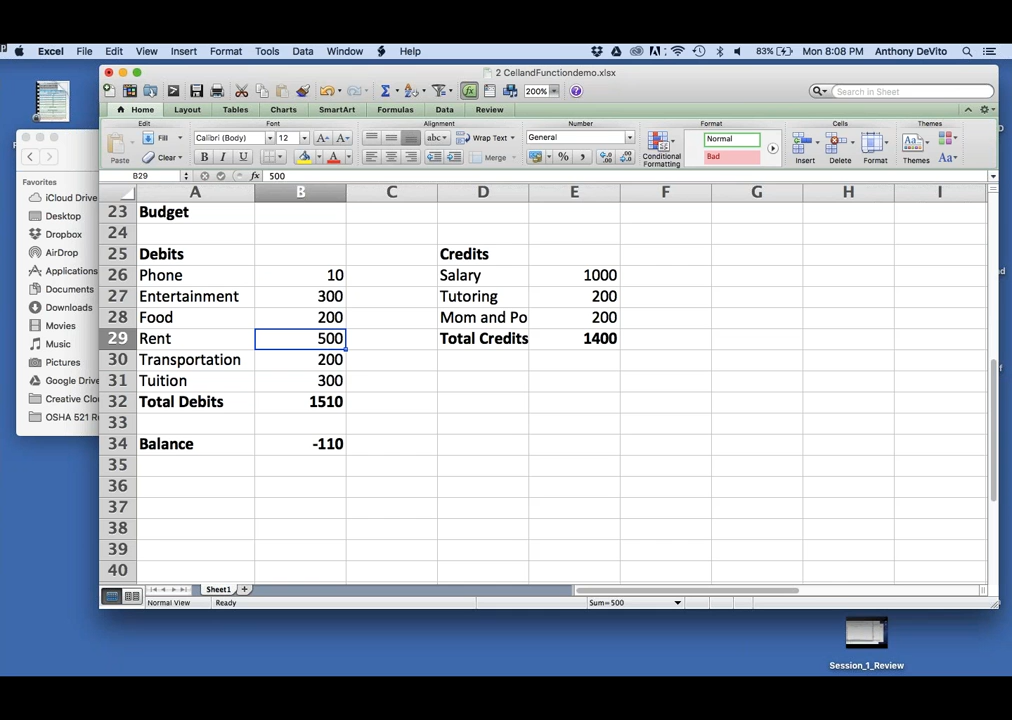 Excel File Edit View Insert Format Tools Data Window Help 83% Mon 8:08 PM Anthony DeVito
2 CellandFunctiondemo.xlsx
200% Search in Sheet
Home Layout Tables Charts SmartArt Formulas Data Review
Edit Font Alignment Number Format Cells Themes
Fill Calibri (Body) 12 abc Wrap Text General Normal
Paste Clear B I U A Merge % Conditional Formatting Bad Insert Delete Format Themes Aa
B29 fx 500
A B C D E F G H I
23 Budget
24
25 Debits Credits
26 Phone 10 Salary 1000
27 Entertainment 300 Tutoring 200
28 Food 200 Mom and Po 200
29 Rent 500 Total Credits 1400
30 Transportation 200
31 Tuition 300
32 Total Debits 1510
33
34 Balance -110
35
36
37
38
39
40
Sheet1
Normal View Ready Sum=500
Favorites
iCloud Drive
Desktop
Dropbox
AirDrop
Applications
Documents
Downloads
Movies
Music
Pictures
Google Drive
Creative Clo
OSHA 521 R
Session_1_Review